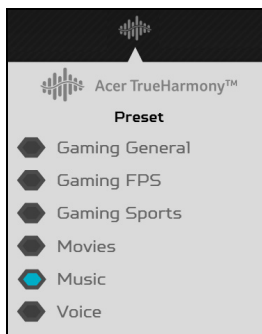 Acer TrueHarmony™
Preset
Gaming General
Gaming FPS
Gaming Sports
Movies
Music
Voice